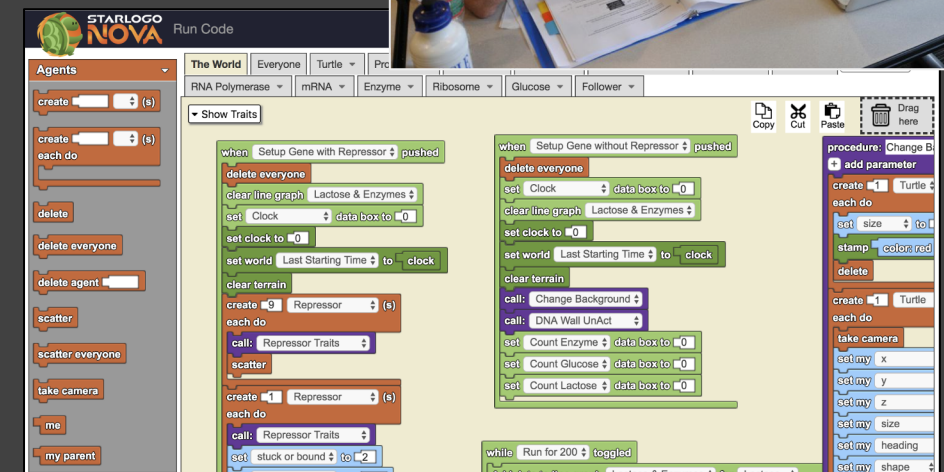 STARLOGO
NOVA
Run Code
Agents
create (s)
create (s)
each do
delete
delete everyone
delete agent
scatter
scatter everyone
take camera
me
my parent
The World Everyone Turtle
RNA Polymerase mRNA Enzyme Ribosome Glucose Follower
Show Traits
Copy Cut Paste Drag here
when Setup Gene with Repressor pushed
delete everyone
clear line graph Lactose & Enzymes
set Clock data box to 0
set clock to 0
set world Last Starting Time to clock
clear terrain
create 9 Repressor (s)
each do
call: Repressor Traits
scatter
create 1 Repressor (s)
each do
call: Repressor Traits
set stuck or bound to 2
when Setup Gene without Repressor pushed
delete everyone
set Clock data box to 0
clear line graph Lactose & Enzymes
set clock to 0
set world Last Starting Time to clock
clear terrain
call: Change Background
call: DNA Wall UnAct
set Count Enzyme data box to 0
set Count Glucose data box to 0
set Count Lactose data box to 0
while Run for 200 toggled
procedure: Change
+ add parameter
create 1 Turtle
each do
set size to
stamp color: red
delete
create 1 Turtle
each do
take camera
set my x
set my y
set my z
set my size
set my heading
set my shape